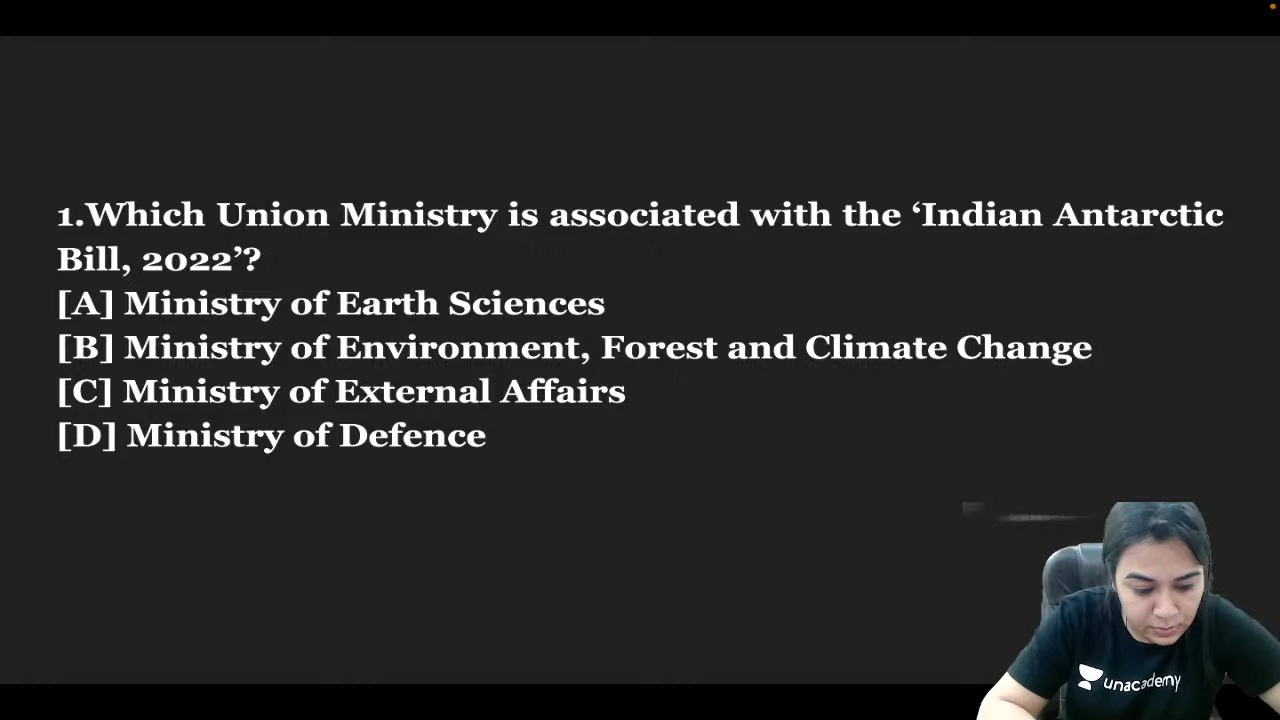 1.Which Union Ministry is associated with the ‘Indian Antarctic
Bill, 2022’?
[A] Ministry of Earth Sciences
[B] Ministry of Environment, Forest and Climate Change
[C] Ministry of External Affairs
[D] Ministry of Defence
unacademy